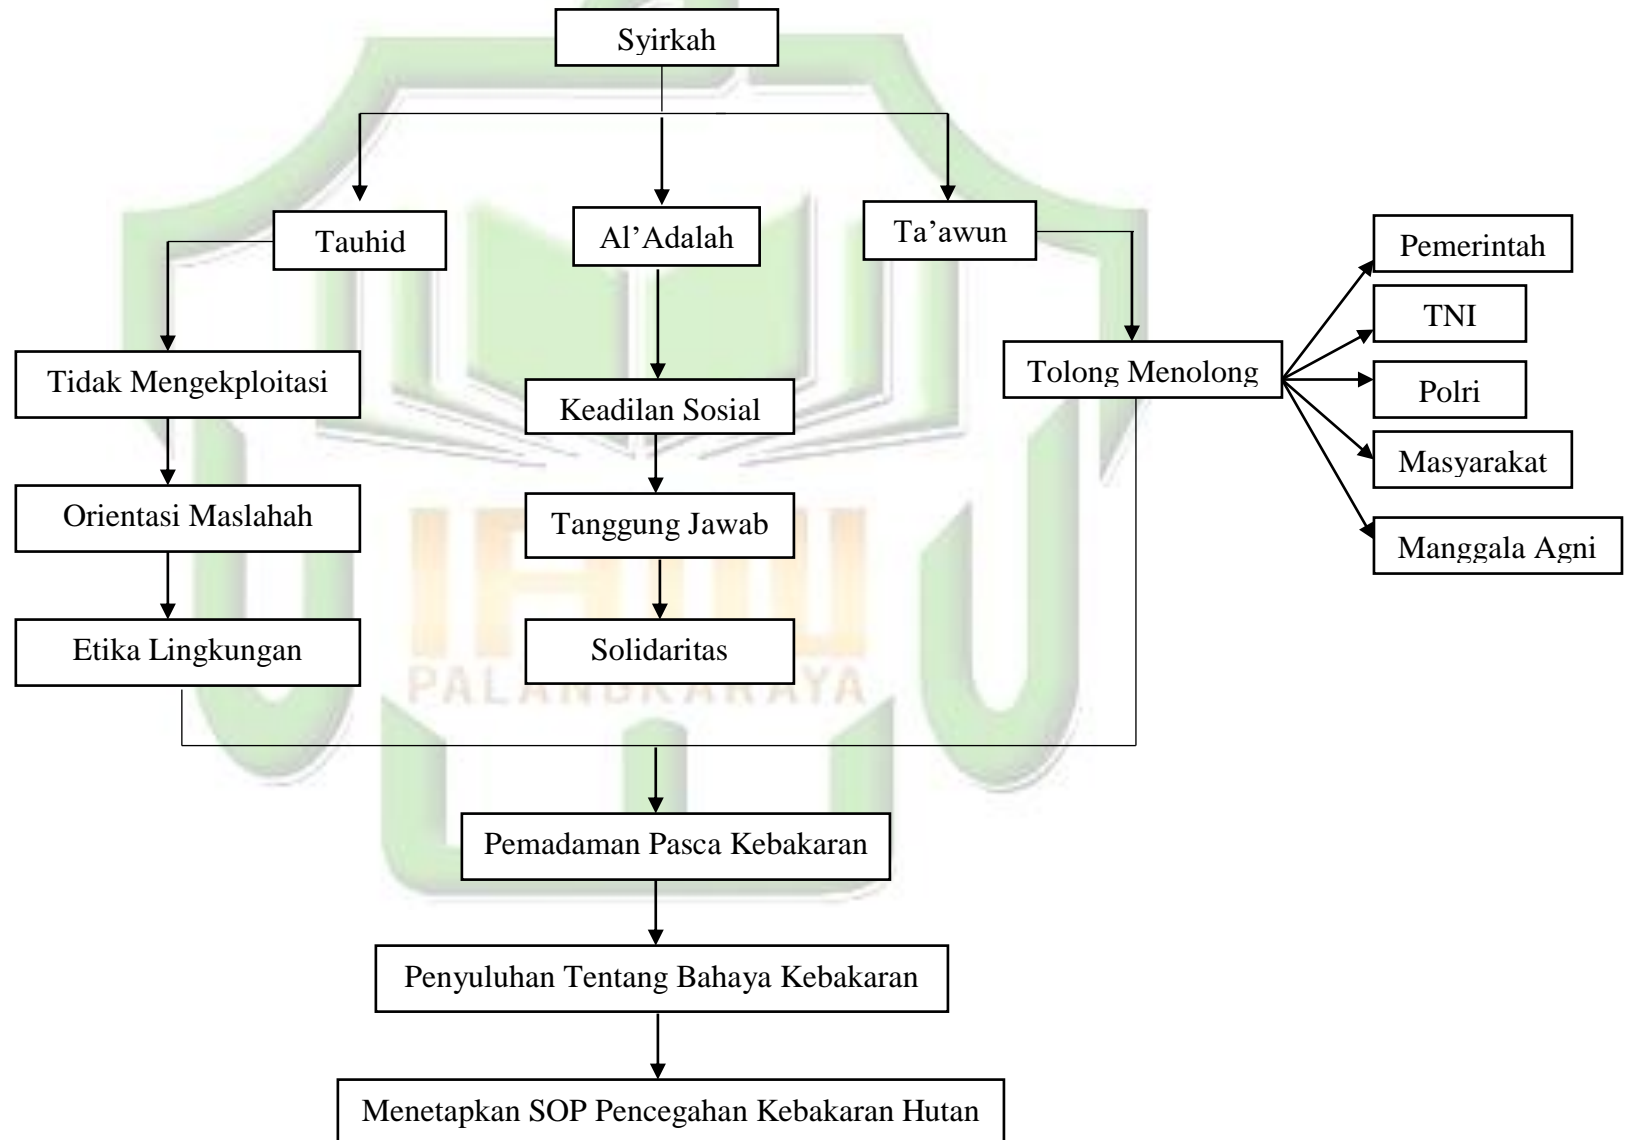 Syirkah
Tauhid
Al’Adalah
Ta’awun
Pemerintah
TNI
Polri
Masyarakat
Manggala Agni
Tolong Menolong
Tidak Mengekploitasi
Keadilan Sosial
Orientasi Maslahah
Tanggung Jawab
Etika Lingkungan
Solidaritas
IAIN
PALANGKARAYA
Pemadaman Pasca Kebakaran
Penyuluhan Tentang Bahaya Kebakaran
Menetapkan SOP Pencegahan Kebakaran Hutan